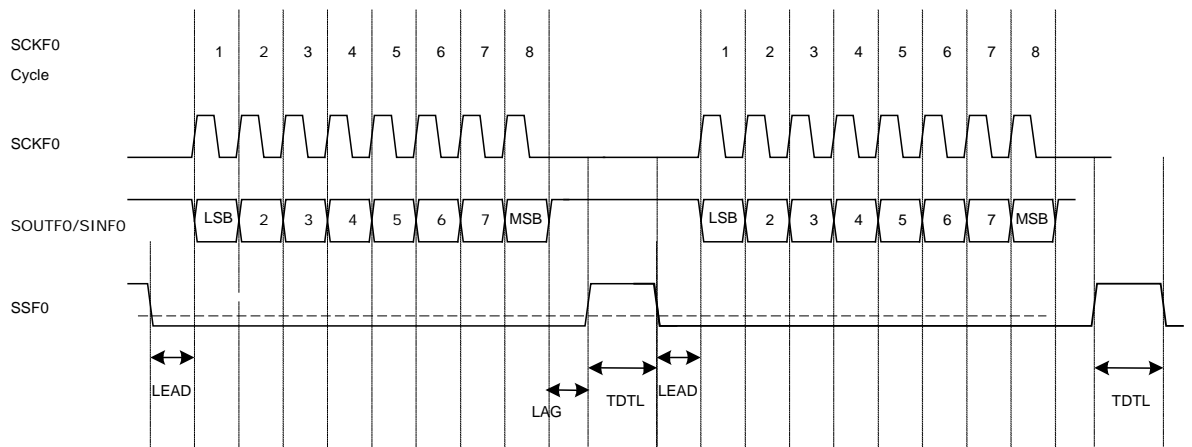 SCKF0
Cycle
1 2 3 4 5 6 7 8 1 2 3 4 5 6 7 8
SCKF0
SOUTF0/SINF0
LSB 2 3 4 5 6 7 MSB LSB 2 3 4 5 6 7 MSB
SSF0
LEAD LAG TDTL LEAD TDTL